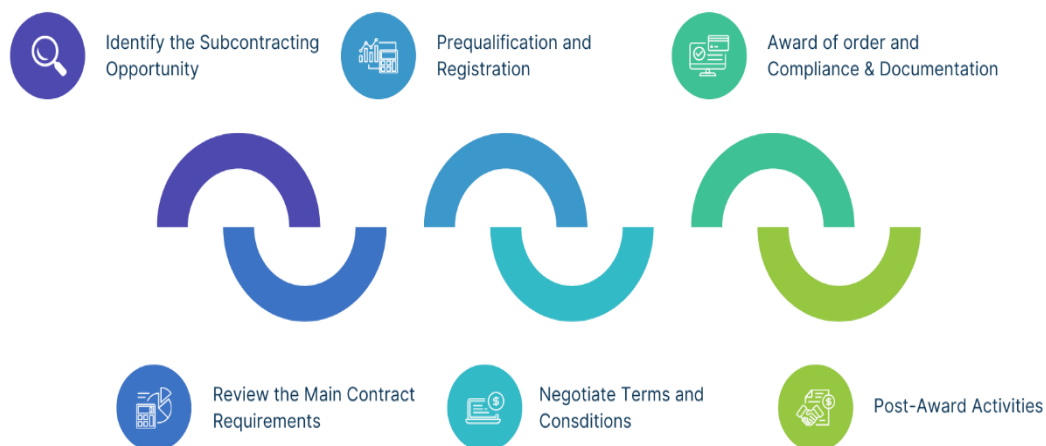 Identify the Subcontracting
Opportunity
Prequalification and
Registration
Award of order and
Compliance & Documentation
Review the Main Contract
Requirements
Negotiate Terms and
Consditions
Post-Award Activities